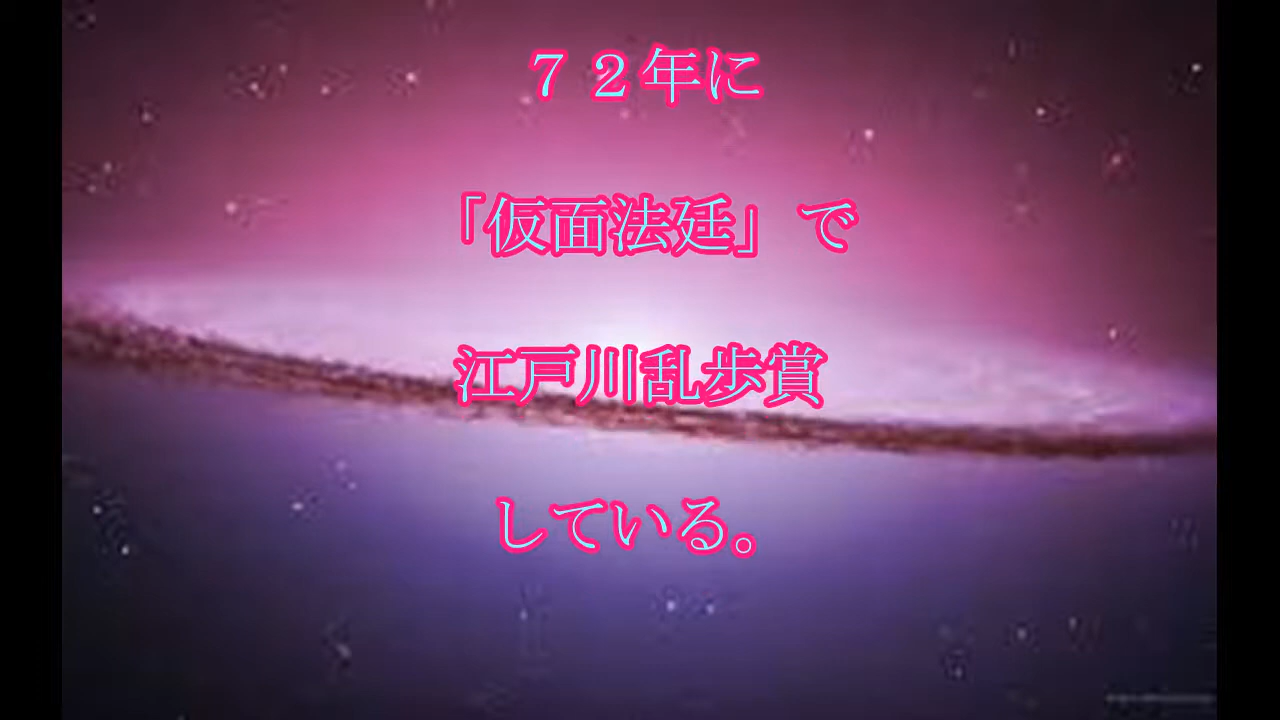 ７２年に
「仮面法廷」で
江戸川乱歩賞
している。